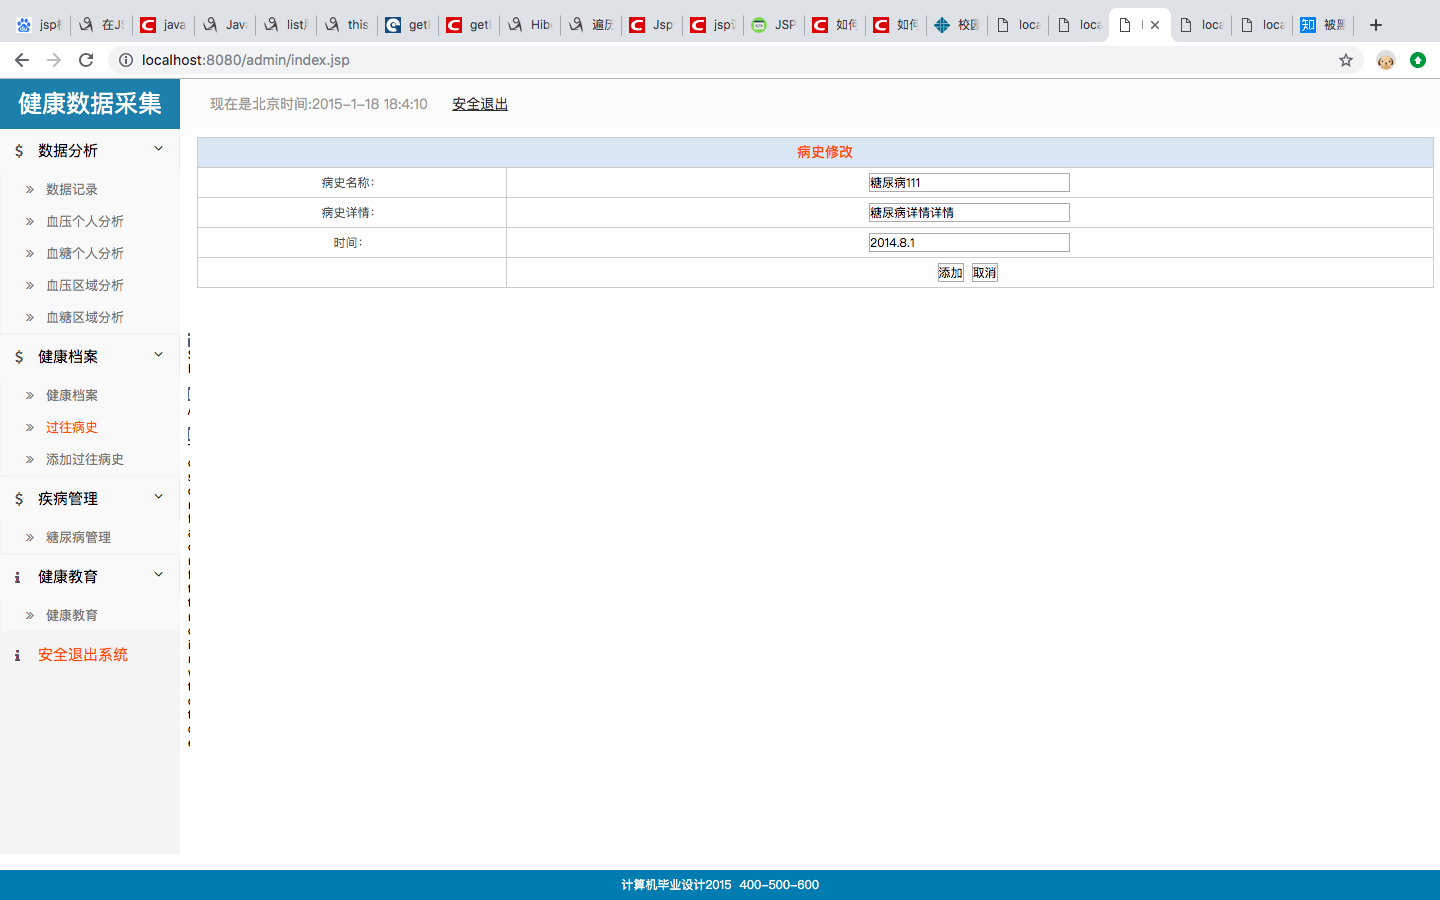 jsp
在JS
java
Java
list
this
get
get
Hib
遍历
Jsp
jsp
JSP
如何
如何
校园
loca
loca
loca
loca
知 被黑
localhost:8080/admin/index.jsp
健康数据采集
现在是北京时间:2015-1-18 18:4:10 安全退出
数据分析
数据记录
血压个人分析
血糖个人分析
血压区域分析
血糖区域分析
健康档案
健康档案
过往病史
添加过往病史
疾病管理
糖尿病管理
健康教育
健康教育
安全退出系统
病史修改
病史名称: 糖尿病111
病史详情: 糖尿病详情详情
时间: 2014.8.1
添加 取消
计算机毕业设计2015 400-500-600